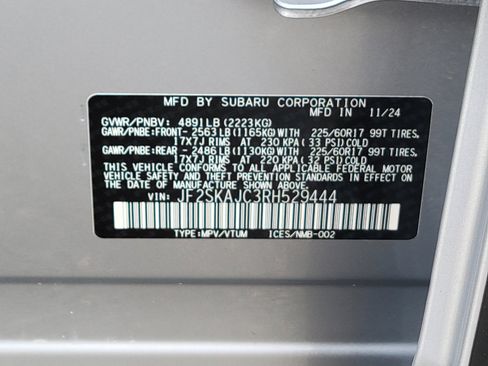 MFD BY SUBARU CORPORATION
MFD IN 11/24
GVWR/PNBV: 4891LB (2223KG)
GAWR/PNBE:FRONT- 2563LB(1165KG)WITH 225/60R17 99T TIRES,
17X7J RIMS AT 230 KPA (33 PSI)COLD
GAWR/PNBE:REAR- 2486LB(1130KG)WITH 225/60R17 99T TIRES,
17X7J RIMS AT 220 KPA (32 PSI)COLD
THIS VEHICLE CONFORMS TO ALL APPLICABLE FEDERAL MOTOR
VEHICLE SAFETY AND THEFT PREVENTION STANDARDS IN EFFECT
ON THE DATE OF MANUFACTURE SHOWN ABOVE.
VIN: JF2SKAJC3RH529444
TYPE:MPV/VTUM ICES/NMB-002